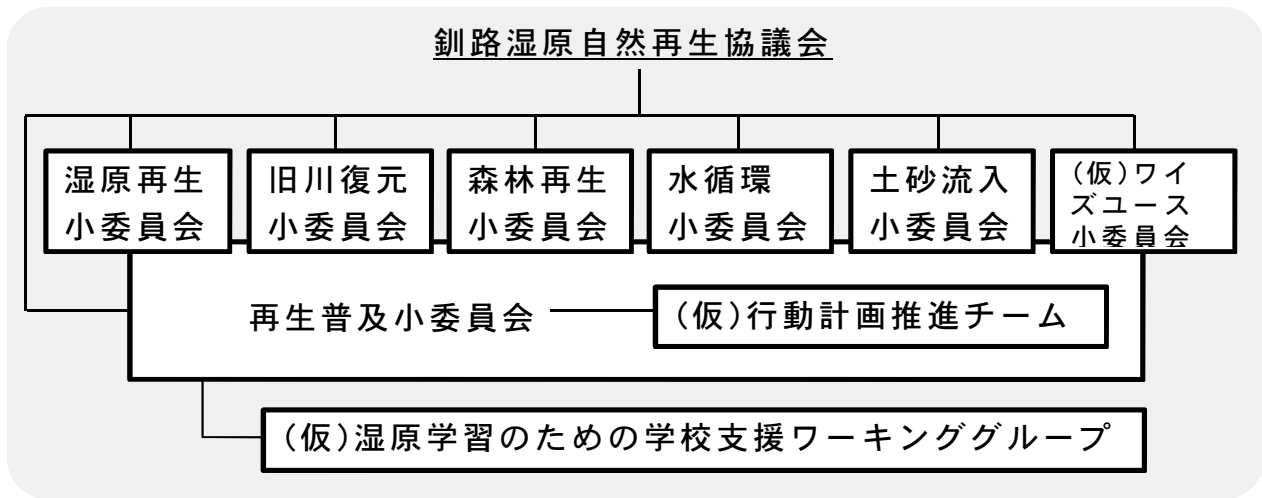 釧路湿原自然再生協議会
湿原再生
小委員会
旧川復元
小委員会
森林再生
小委員会
水循環
小委員会
土砂流入
小委員会
(仮)ワイ
ズユース
小委員会
再生普及小委員会
(仮)行動計画推進チーム
(仮)湿原学習のための学校支援ワーキンググループ